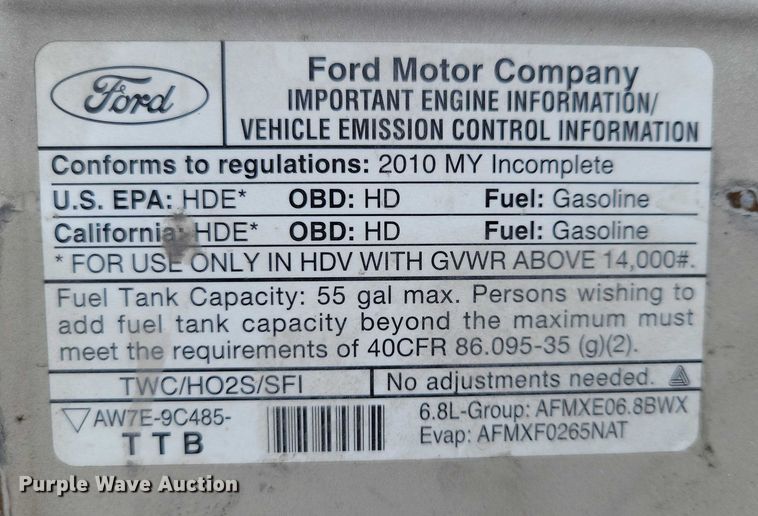 Ford
Ford Motor Company
IMPORTANT ENGINE INFORMATION/
VEHICLE EMISSION CONTROL INFORMATION
Conforms to regulations: 2010 MY Incomplete
U.S. EPA: HDE* OBD: HD Fuel: Gasoline
California: HDE* OBD: HD Fuel: Gasoline
* FOR USE ONLY IN HDV WITH GVWR ABOVE 14,000#.
Fuel Tank Capacity: 55 gal max. Persons wishing to
add fuel tank capacity beyond the maximum must
meet the requirements of 40CFR 86.095-35 (g)(2).
TWC/HO2S/SFI No adjustments needed.
AW7E-9C485-
TTB
6.8L-Group: AFMXE06.8BWX
Evap: AFMXF0265NAT
Purple Wave Auction